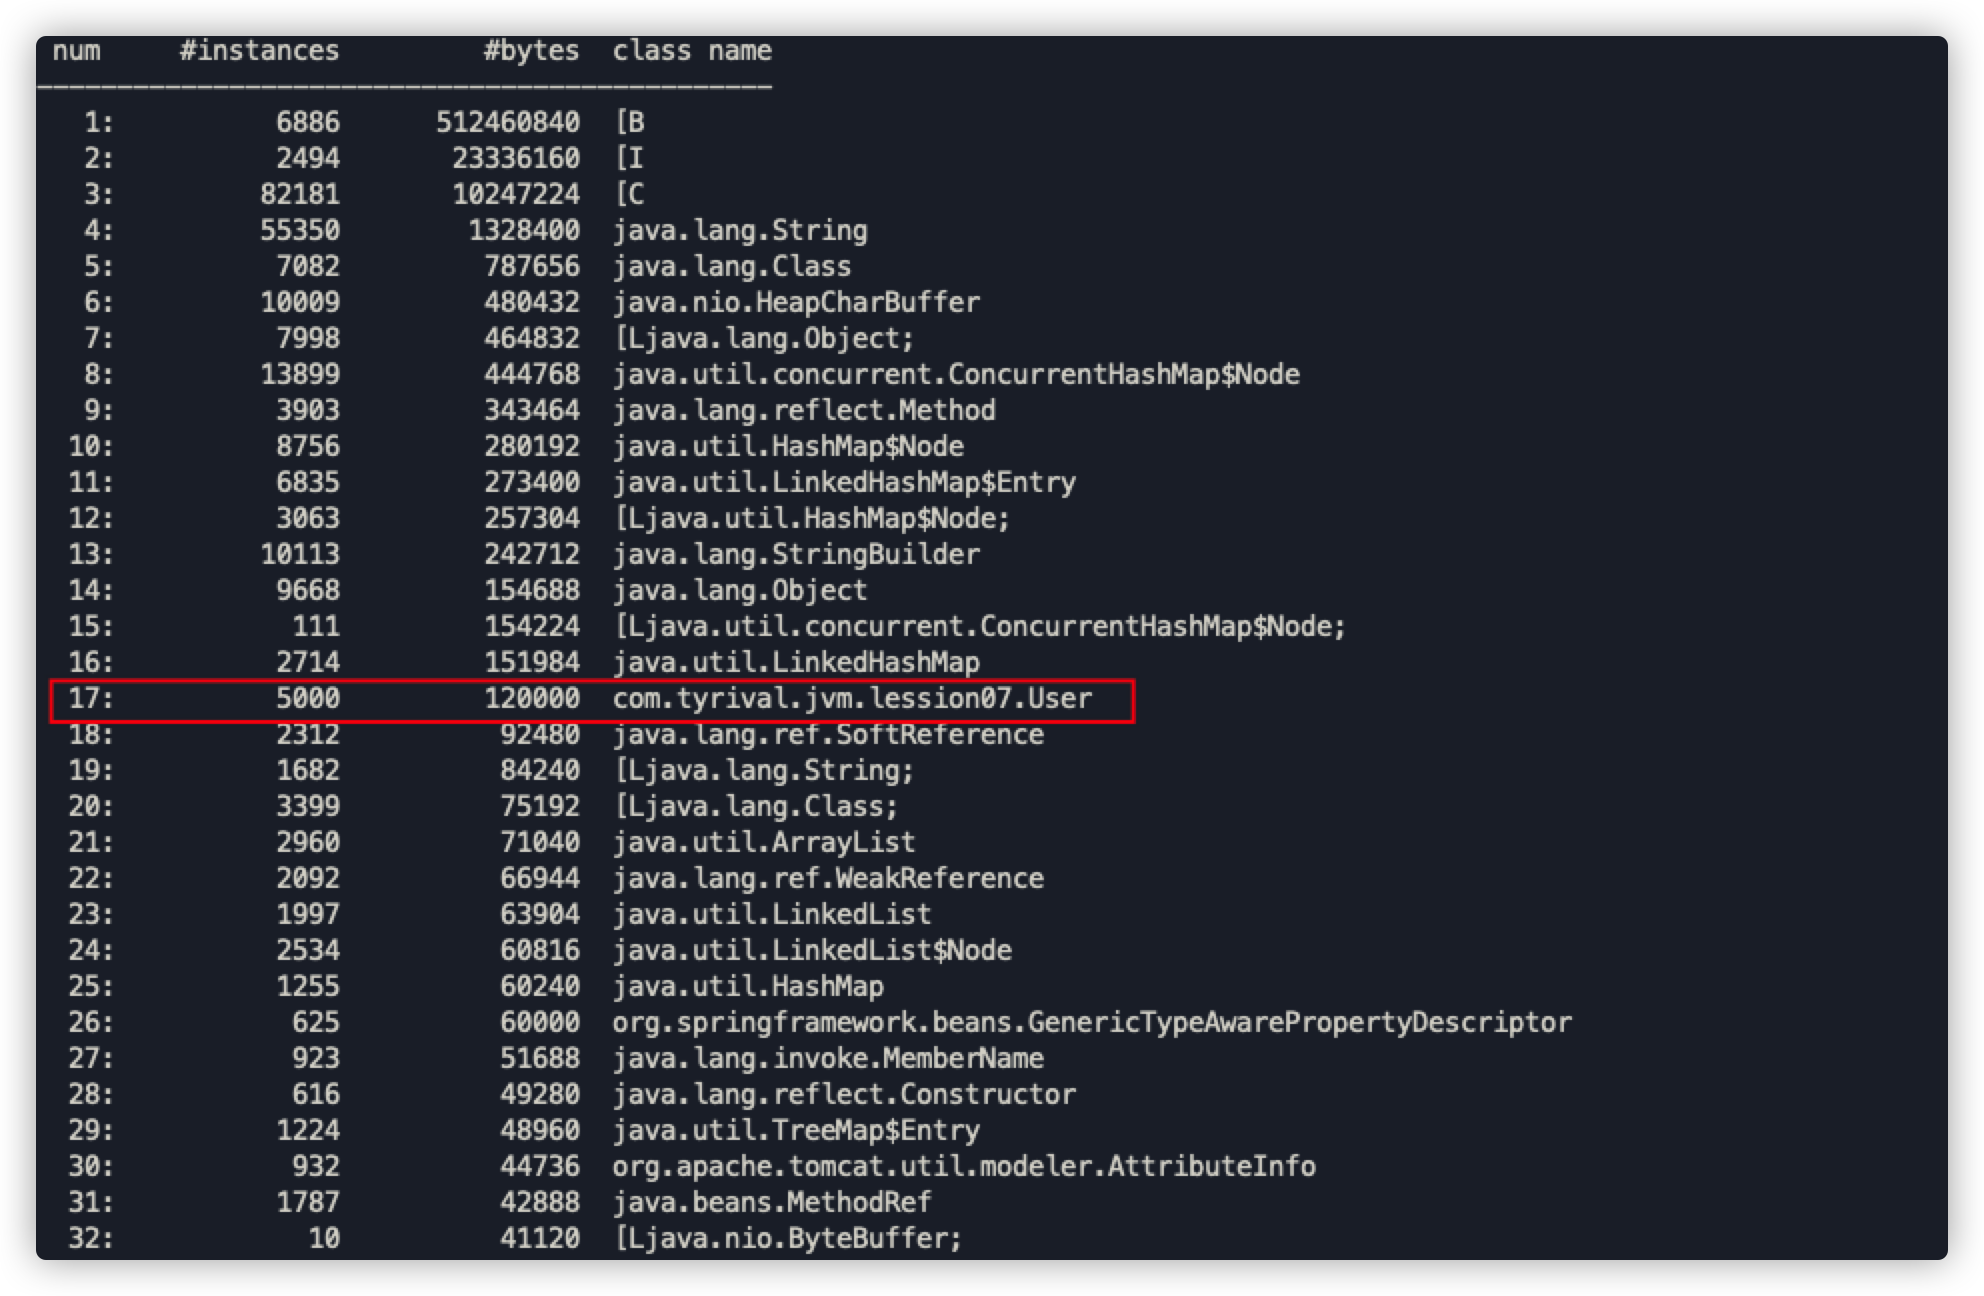 num #instances #bytes class name
----------------------------------------------
1: 6886 512460840 [B
2: 2494 23336160 [I
3: 82181 10247224 [C
4: 55350 1328400 java.lang.String
5: 7082 787656 java.lang.Class
6: 10009 480432 java.nio.HeapCharBuffer
7: 7998 464832 [Ljava.lang.Object;
8: 13899 444768 java.util.concurrent.ConcurrentHashMap$Node
9: 3903 343464 java.lang.reflect.Method
10: 8756 280192 java.util.HashMap$Node
11: 6835 273400 java.util.LinkedHashMap$Entry
12: 3063 257304 [Ljava.util.HashMap$Node;
13: 10113 242712 java.lang.StringBuilder
14: 9668 154688 java.lang.Object
15: 111 154224 [Ljava.util.concurrent.ConcurrentHashMap$Node;
16: 2714 151984 java.util.LinkedHashMap
17: 5000 120000 com.tyrival.jvm.lession07.User
18: 2312 92480 java.lang.ref.SoftReference
19: 1682 84240 [Ljava.lang.String;
20: 3399 75192 [Ljava.lang.Class;
21: 2960 71040 java.util.ArrayList
22: 2092 66944 java.lang.ref.WeakReference
23: 1997 63904 java.util.LinkedList
24: 2534 60816 java.util.LinkedList$Node
25: 1255 60240 java.util.HashMap
26: 625 60000 org.springframework.beans.GenericTypeAwarePropertyDescriptor
27: 923 51688 java.lang.invoke.MemberName
28: 616 49280 java.lang.reflect.Constructor
29: 1224 48960 java.util.TreeMap$Entry
30: 932 44736 org.apache.tomcat.util.modeler.AttributeInfo
31: 1787 42888 java.beans.MethodRef
32: 10 41120 [Ljava.nio.ByteBuffer;